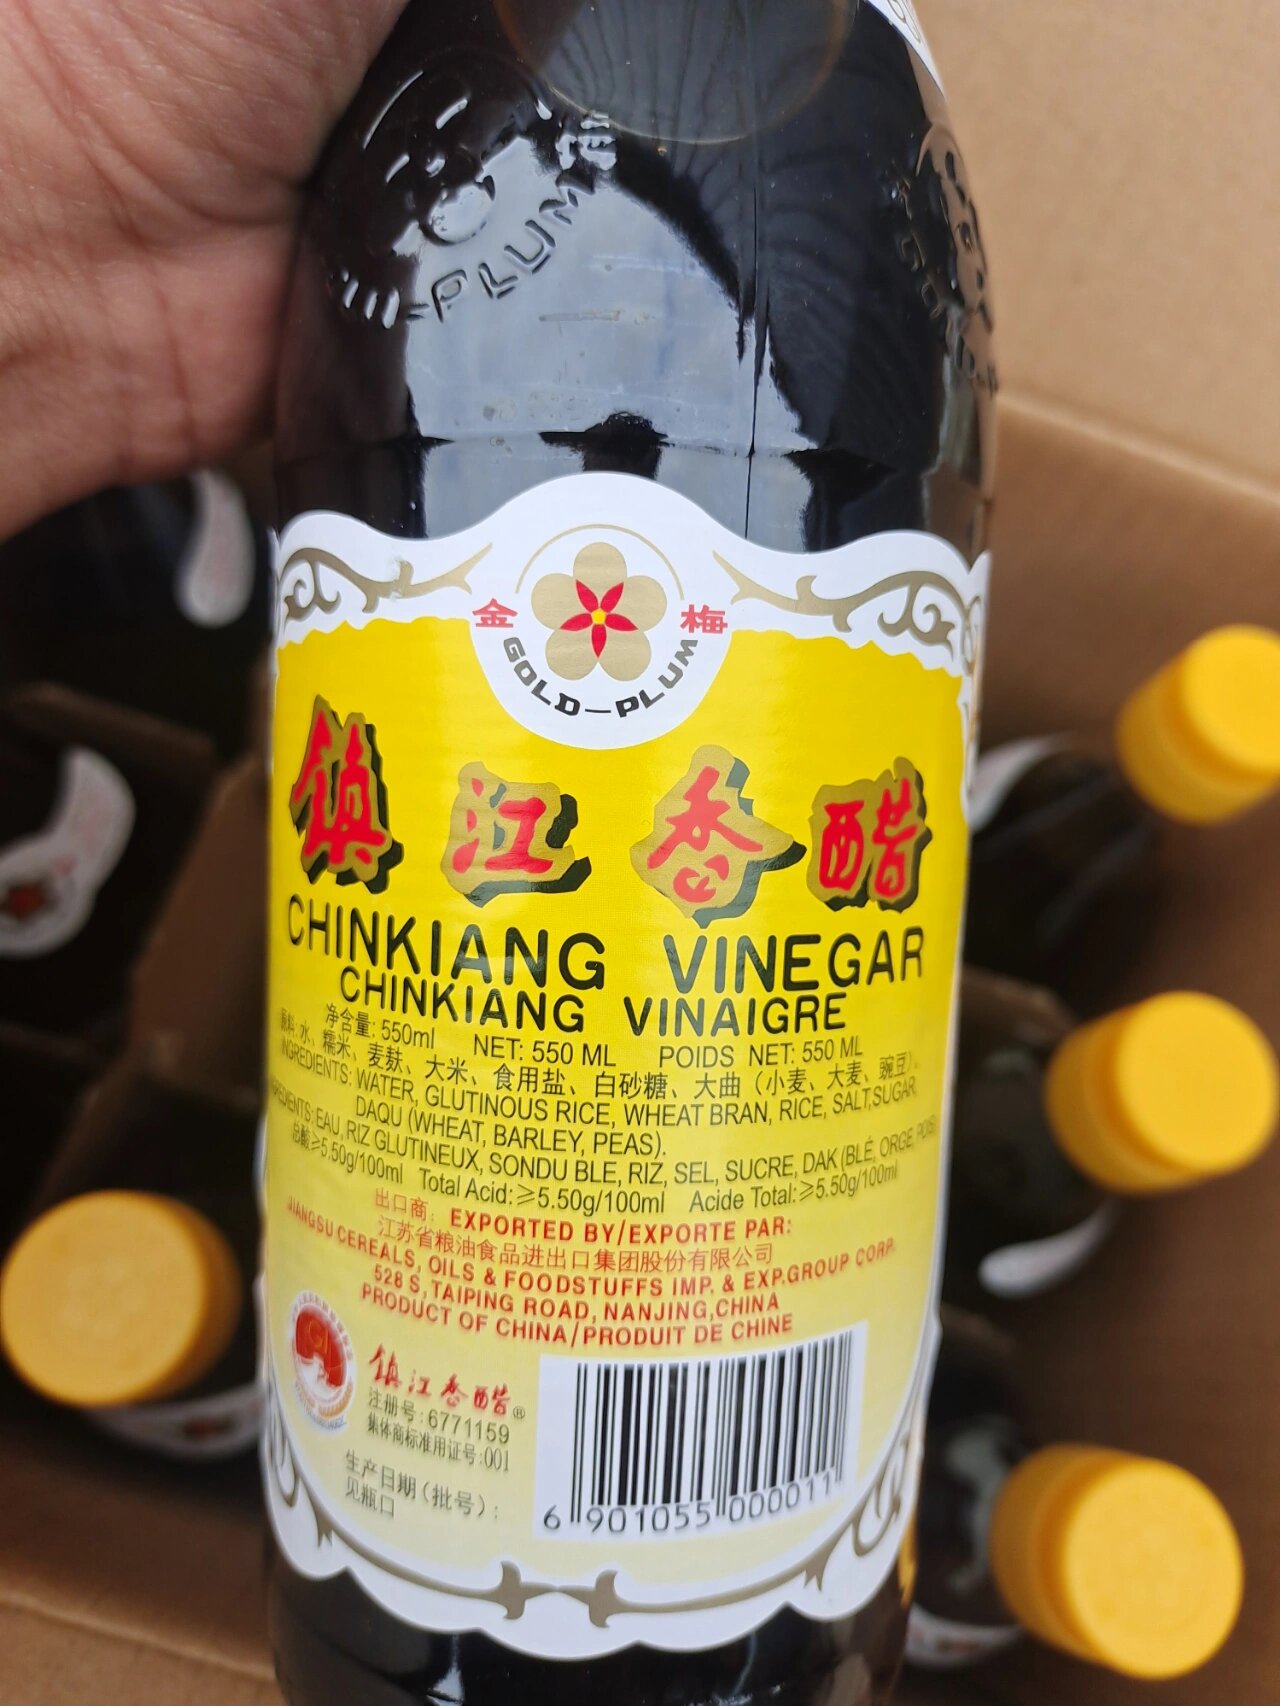 PLUM
金 梅
GOLD-PLUM
镇江香醋
CHINKIANG VINEGAR
CHINKIANG VINAIGRE
净含量: 550ml NET: 550 ML POIDS NET: 550 ML
原料: 水、糯米、麦麸、大米、食用盐、白砂糖、大曲（小麦、大麦、豌豆）.
INGREDIENTS: WATER, GLUTINOUS RICE, WHEAT BRAN, RICE, SALT,SUGAR,
DAQU (WHEAT, BARLEY, PEAS).
INGREDIENTS: EAU, RIZ GLUTINEUX, SONDU BLE, RIZ, SEL, SUCRE, DAK (BLÉ, ORGE, POIS)
总酸≥5.50g/100ml Total Acid:≥5.50g/100ml Acide Total:≥5.50g/100ml
出口商: EXPORTED BY/EXPORTE PAR:
江苏省粮油食品进出口集团股份有限公司
JIANGSU CEREALS, OILS & FOODSTUFFS IMP. & EXP.GROUP CORP.
528 S, TAIPING ROAD, NANJING,CHINA
PRODUCT OF CHINA/PRODUIT DE CHINE
镇江香醋®
注册号:6771159
集体商标准用证号:001
生产日期(批号):
见瓶口
6 901055 000011